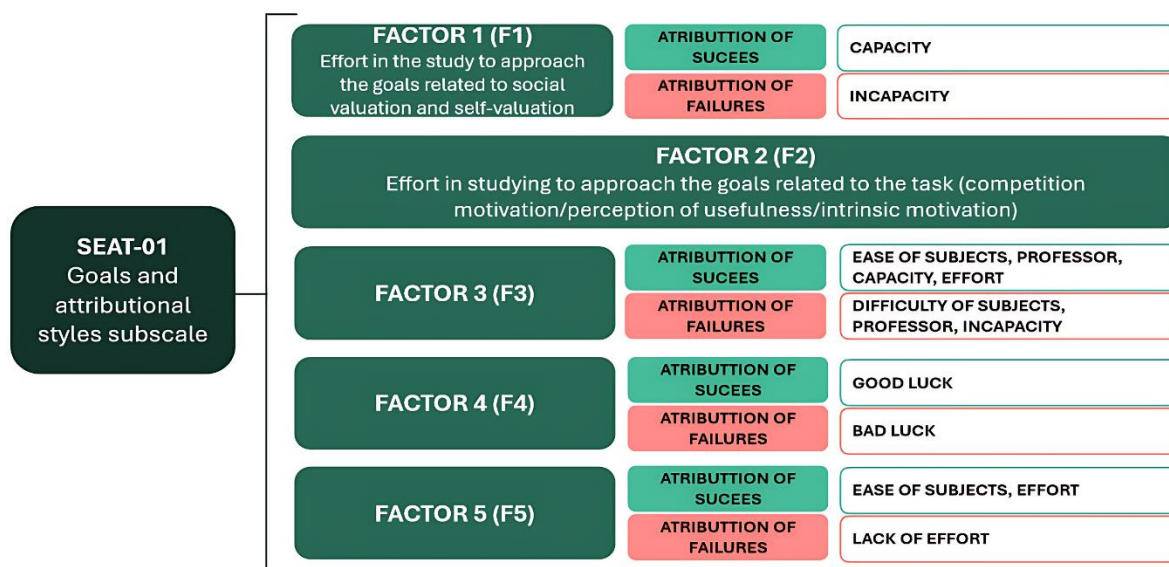 SEAT-01
Goals and
attributional
styles subscale
FACTOR 1 (F1)
Effort in the study to approach
the goals related to social
valuation and self-valuation
ATRIBUTTION OF
SUCEES
CAPACITY
ATRIBUTTION OF
FAILURES
INCAPACITY
FACTOR 2 (F2)
Effort in studying to approach the goals related to the task (competition
motivation/perception of usefulness/intrinsic motivation)
FACTOR 3 (F3)
ATRIBUTTION OF
SUCEES
EASE OF SUBJECTS, PROFESSOR,
CAPACITY, EFFORT
ATRIBUTTION OF
FAILURES
DIFFICULTY OF SUBJECTS,
PROFESSOR, INCAPACITY
FACTOR 4 (F4)
ATRIBUTTION OF
SUCEES
GOOD LUCK
ATRIBUTTION OF
FAILURES
BAD LUCK
FACTOR 5 (F5)
ATRIBUTTION OF
SUCEES
EASE OF SUBJECTS, EFFORT
ATRIBUTTION OF
FAILURES
LACK OF EFFORT